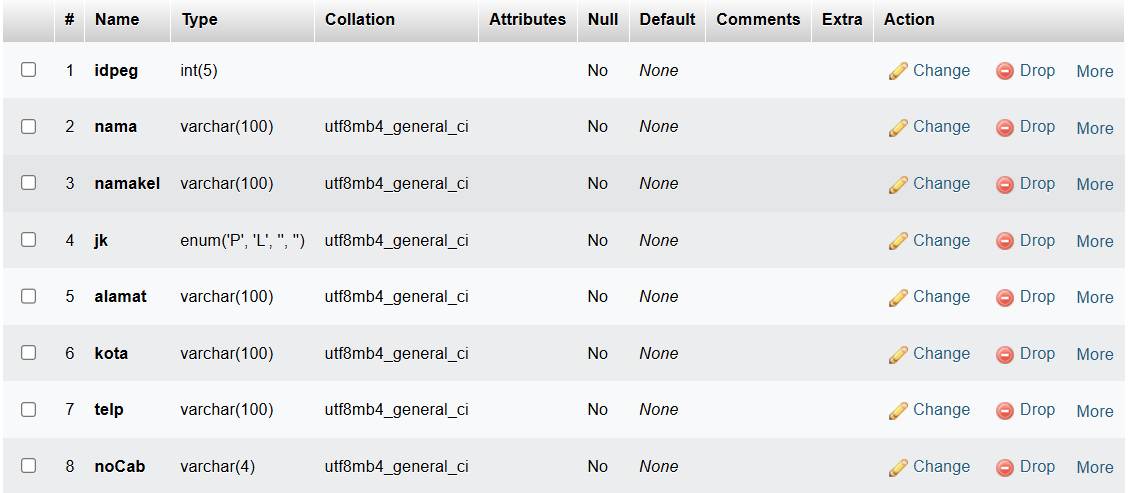 # Name Type Collation Attributes Null Default Comments Extra Action
1 idpeg int(5) No None Change Drop More
2 nama varchar(100) utf8mb4_general_ci No None Change Drop More
3 namakel varchar(100) utf8mb4_general_ci No None Change Drop More
4 jk enum('P', 'L', '', '') utf8mb4_general_ci No None Change Drop More
5 alamat varchar(100) utf8mb4_general_ci No None Change Drop More
6 kota varchar(100) utf8mb4_general_ci No None Change Drop More
7 telp varchar(100) utf8mb4_general_ci No None Change Drop More
8 noCab varchar(4) utf8mb4_general_ci No None Change Drop More